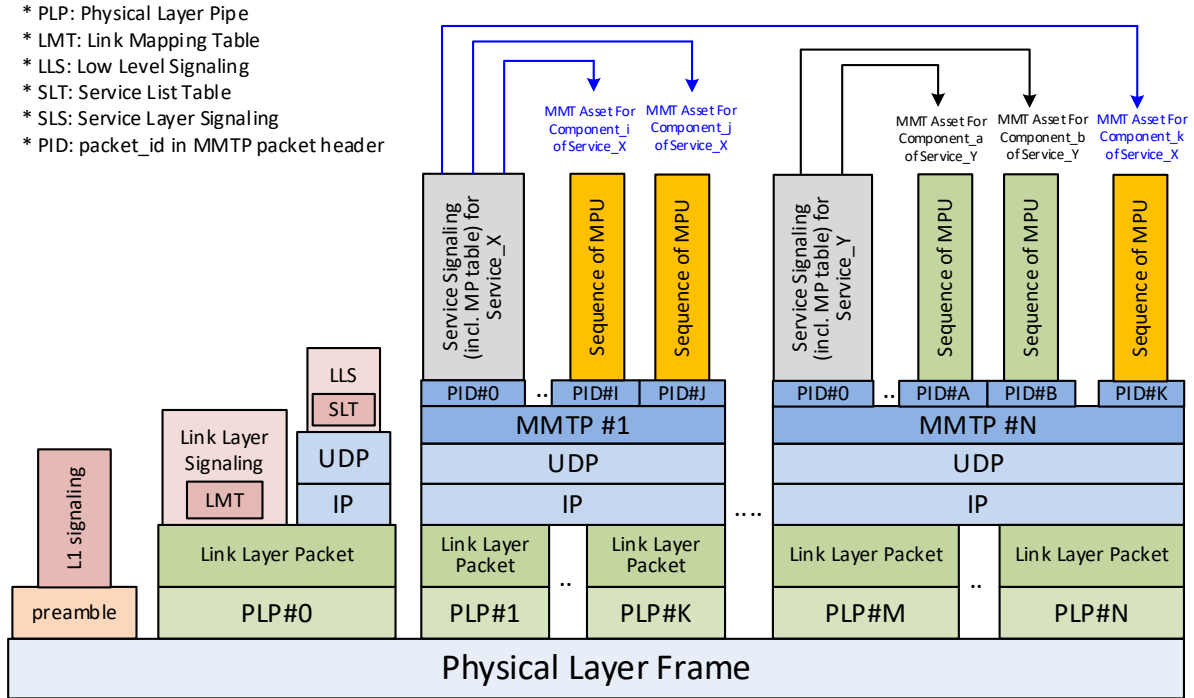 * PLP: Physical Layer Pipe
* LMT: Link Mapping Table
* LLS: Low Level Signaling
* SLT: Service List Table
* SLS: Service Layer Signaling
* PID: packet_id in MMTP packet header
MMT Asset For
Component_i
of Service_X
MMT Asset For
Component_j
of Service_X
MMT Asset For
Component_a
of Service_Y
MMT Asset For
Component_b
of Service_Y
MMT Asset For
Component_k
of Service_X
Service Signaling
(incl. MP table) for
Service_X
Sequence of MPU
Sequence of MPU
Service Signaling
(incl. MP table) for
Service_Y
Sequence of MPU
Sequence of MPU
Sequence of MPU
PID#0
..
PID#I
PID#J
PID#0
..
PID#A
PID#B
PID#K
MMTP #1
MMTP #N
UDP
UDP
IP
IP
....
LLS
SLT
UDP
IP
Link Layer
Signaling
LMT
L1 signaling
Link Layer Packet
Link Layer
Packet
..
Link Layer
Packet
Link Layer Packet
..
Link Layer Packet
preamble
PLP#0
PLP#1
PLP#K
PLP#M
PLP#N
Physical Layer Frame